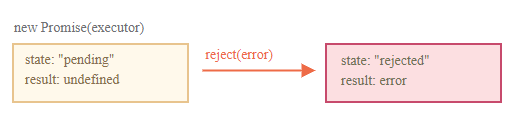 new Promise(executor)
state: "pending"
result: undefined
reject(error)
state: "rejected"
result: error